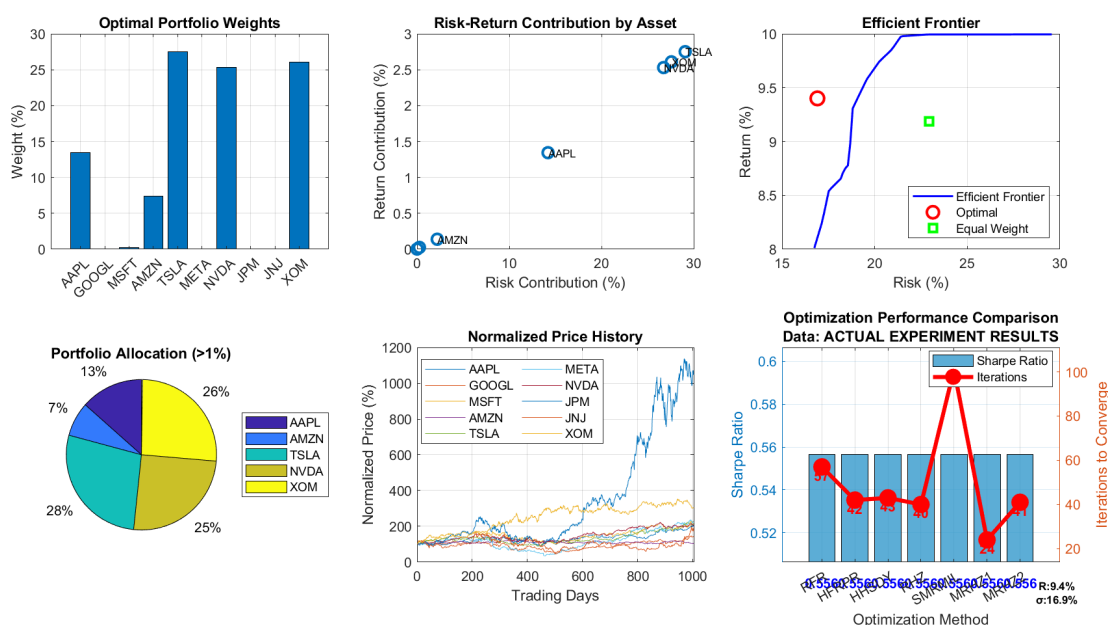 Optimal Portfolio Weights
Weight (%)
30
25
20
15
10
5
0
AAPL
GOOGL
MSFT
AMZN
TSLA
META
NVDA
JPM
JNJ
XOM
Risk-Return Contribution by Asset
Return Contribution (%)
3
2.5
2
1.5
1
0.5
0
TSLA
XOM
NVDA
AAPL
AMZN
0 10 20 30
Risk Contribution (%)
Efficient Frontier
Return (%)
10
9.5
9
8.5
8
Efficient Frontier
Optimal
Equal Weight
15 20 25 30
Risk (%)
Portfolio Allocation (>1%)
13%
26%
7%
28%
25%
AAPL
AMZN
TSLA
NVDA
XOM
Normalized Price History
Normalized Price (%)
1200
1000
800
600
400
200
0
AAPL
GOOGL
MSFT
AMZN
TSLA
META
NVDA
JPM
JNJ
XOM
0 200 400 600 800 1000
Trading Days
Optimization Performance Comparison
Data: ACTUAL EXPERIMENT RESULTS
Sharpe Ratio
0.6
0.58
0.56
0.54
0.52
Sharpe Ratio
Iterations
57
42
43
40
24
41
100
80
60
40
20
Iterations to Converge
R:9.4%
σ:16.9%
Optimization Method